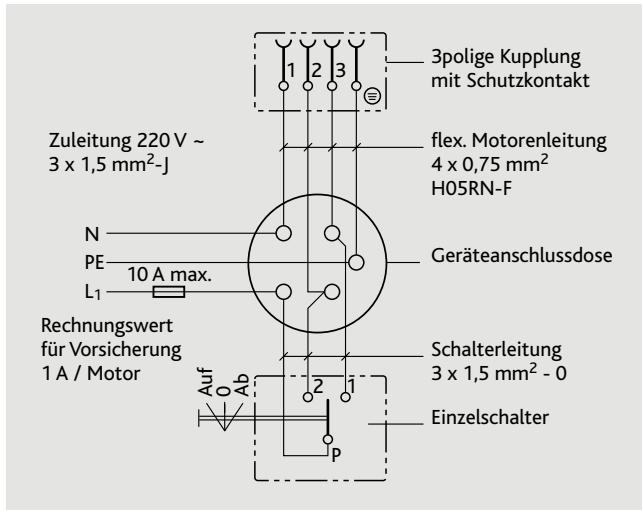 1 2 3
3polige Kupplung
mit Schutzkontakt
Zuleitung 220 V ~
3 x 1,5 mm²-J
flex. Motorenleitung
4 x 0,75 mm²
H05RN-F
N
PE
L1
10 A max.
Geräteanschlussdose
Rechnungswert
für Vorsicherung
1 A / Motor
Schalterleitung
3 x 1,5 mm² - 0
Auf
0
Ab
2 1
P
Einzelschalter